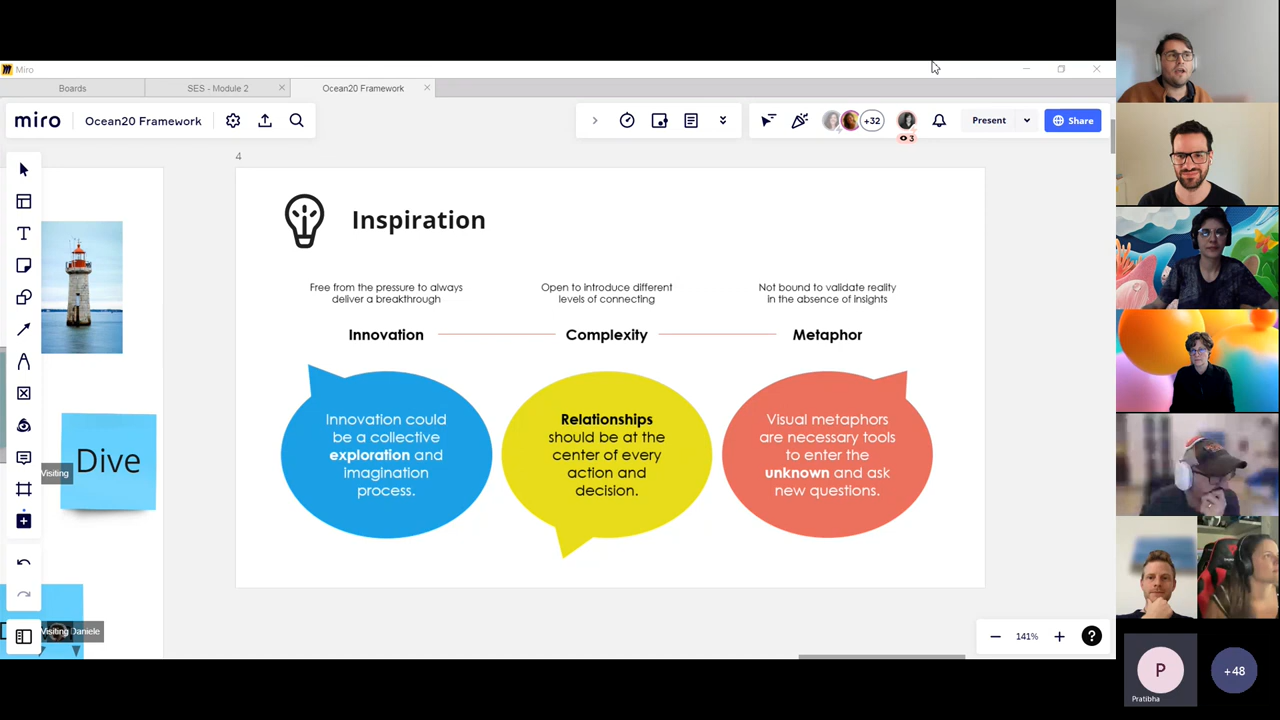 Miro
Boards
SES - Module 2
Ocean20 Framework
miro
Ocean20 Framework
+32
3
Present
Share
4
Inspiration
Free from the pressure to always
deliver a breakthrough
Open to introduce different
levels of connecting
Not bound to validate reality
in the absence of insights
Innovation
Complexity
Metaphor
Innovation could
be a collective
exploration and
imagination
process.
Relationships
should be at the
center of every
action and
decision.
Visual metaphors
are necessary tools
to enter the
unknown and ask
new questions.
Dive
Visiting
Visiting Daniele
141%
P
Pratibha
+48